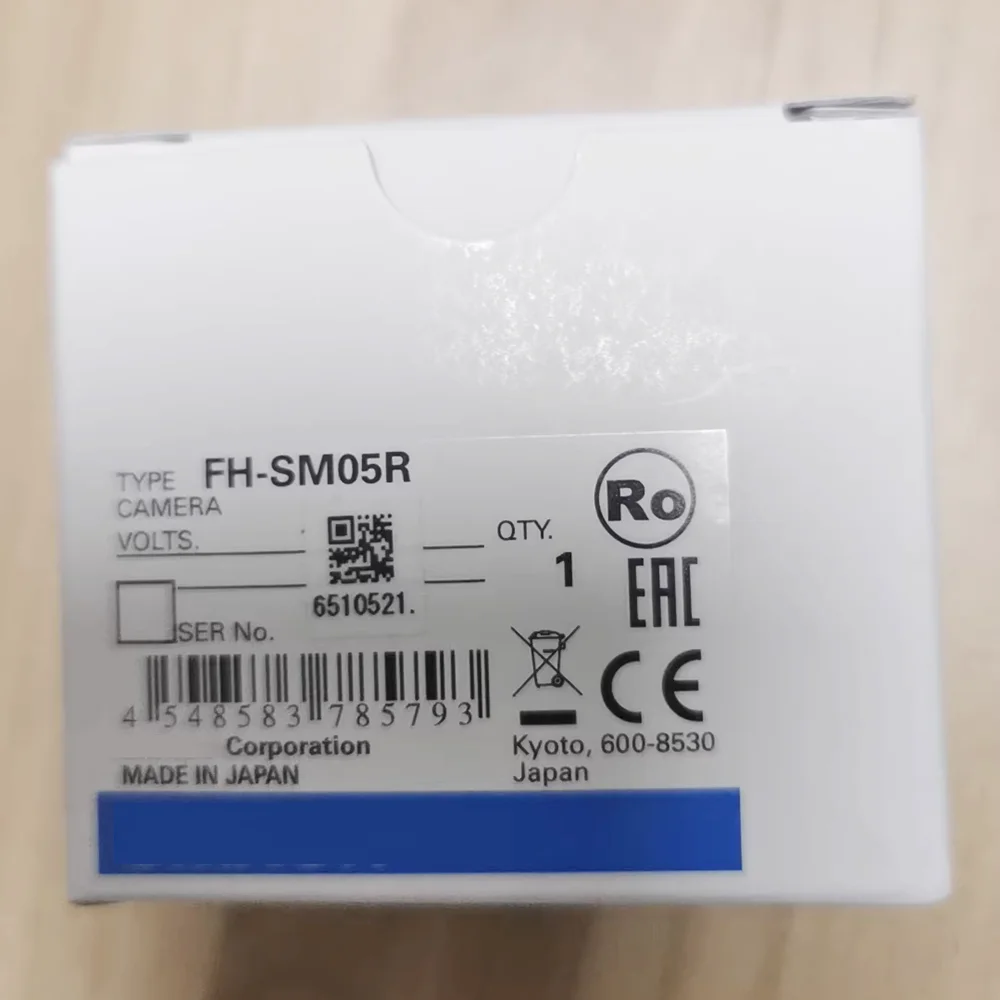 TYPE FH-SM05R
CAMERA
VOLTS.
QTY.
1
6510521.
SER No.
4 548583 785793
Corporation
MADE IN JAPAN
Ro
EAC
CE
Kyoto, 600-8530
Japan